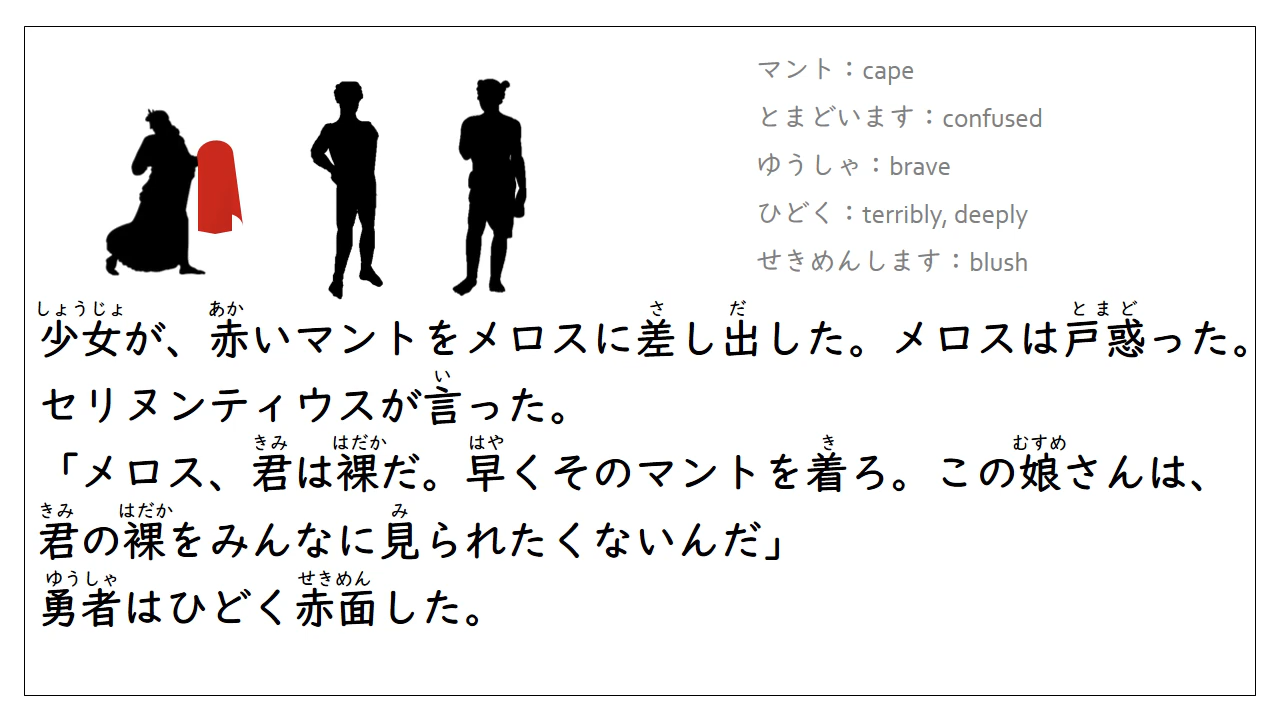 マント：cape
とまどいます：confused
ゆうしゃ：brave
ひどく：terribly, deeply
せきめんします：blush
しょうじょ あか さ だ とまど
少女が、赤いマントをメロスに差し出した。メロスは戸惑った。
い
セリヌンティウスが言った。
きみ はだか はや き むすめ
「メロス、君は裸だ。早くそのマントを着ろ。この娘さんは、
きみ はだか み
君の裸をみんなに見られたくないんだ」
ゆうしゃ せきめん
勇者はひどく赤面した。